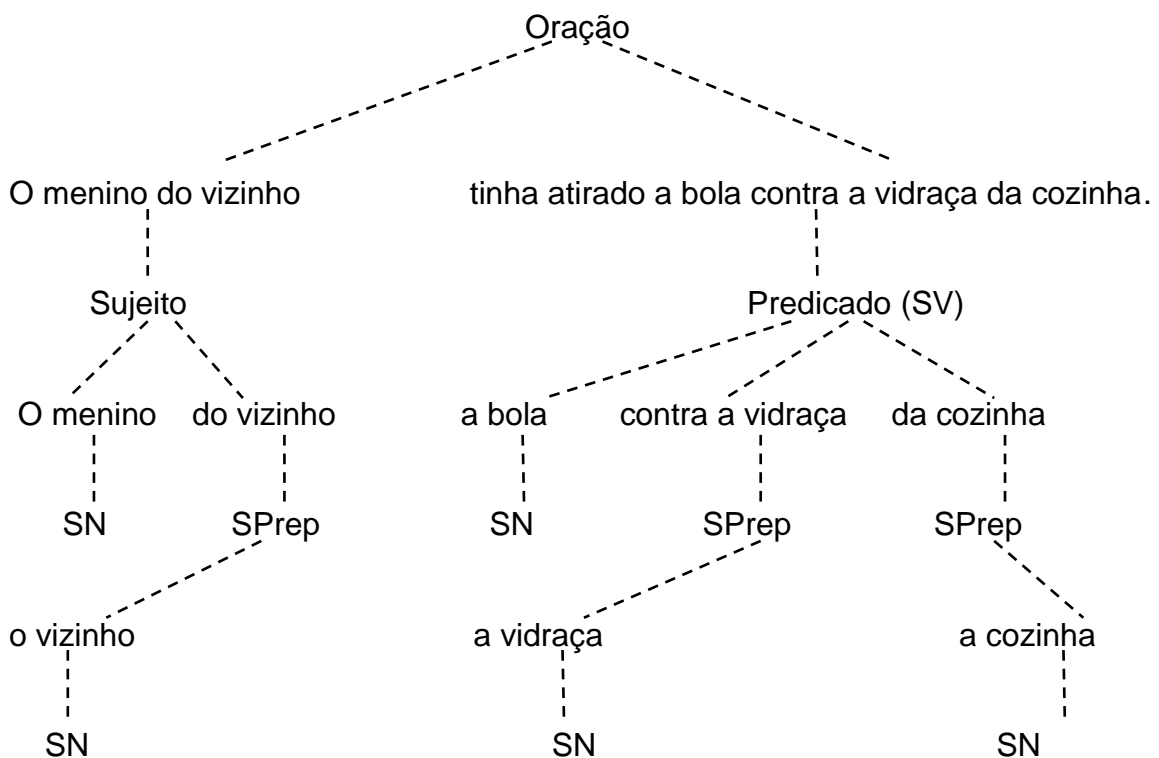 Oração
O menino do vizinho tinha atirado a bola contra a vidraça da cozinha.
Sujeito Predicado (SV)
O menino do vizinho a bola contra a vidraça da cozinha
SN SPrep SN SPrep SPrep
o vizinho a vidraça a cozinha
SN SN SN